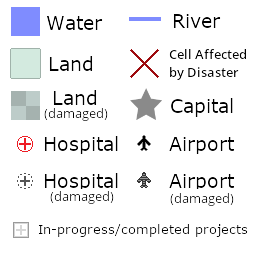 Water
River
Land
Cell Affected
by Disaster
Land
(damaged)
Capital
Hospital
Airport
Hospital
(damaged)
Airport
(damaged)
In-progress/completed projects